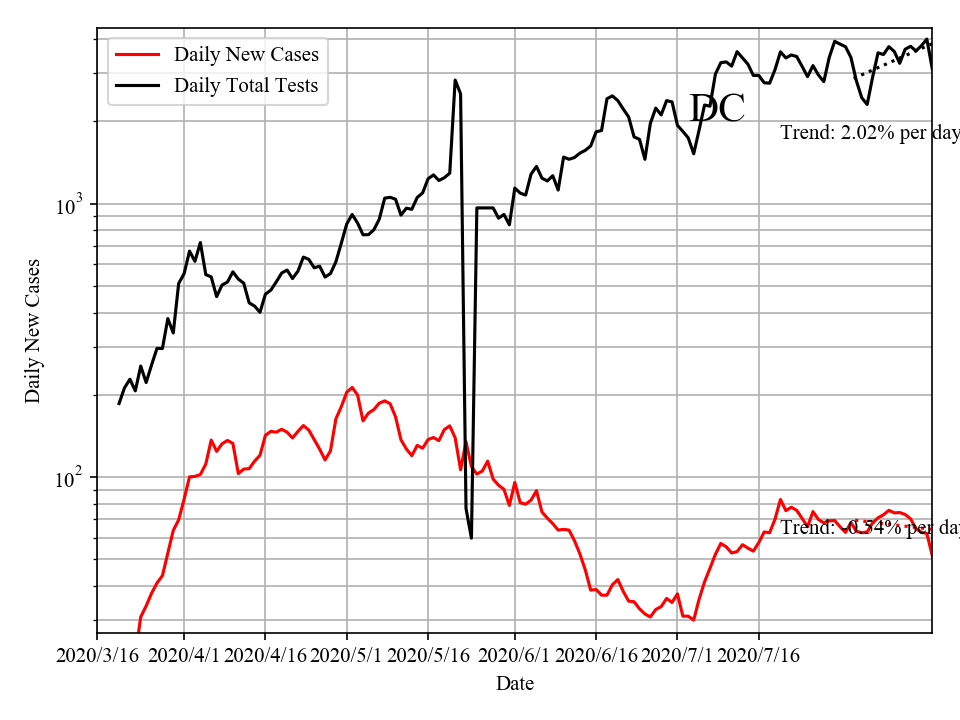 Daily New Cases
Daily Total Tests
DC
Trend: 2.02% per day
10^3
Daily New Cases
10^2
Trend: -0.54% per day
2020/3/16 2020/4/1 2020/4/16 2020/5/1 2020/5/16 2020/6/1 2020/6/16 2020/7/1 2020/7/16
Date